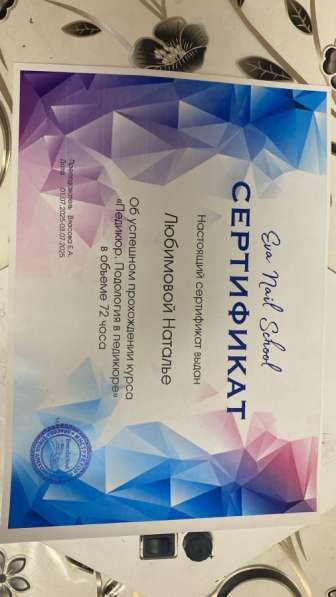 Eva Nail School
СЕРТИФИКАТ
Настоящий сертификат выдан
Любимовой Наталье
Об успешном прохождении курса
«Педикюр. Подология в педикюре»
в объеме 72 часа
Преподаватель Власова Е.А.
Дата 01.07.2025-03.07.2025